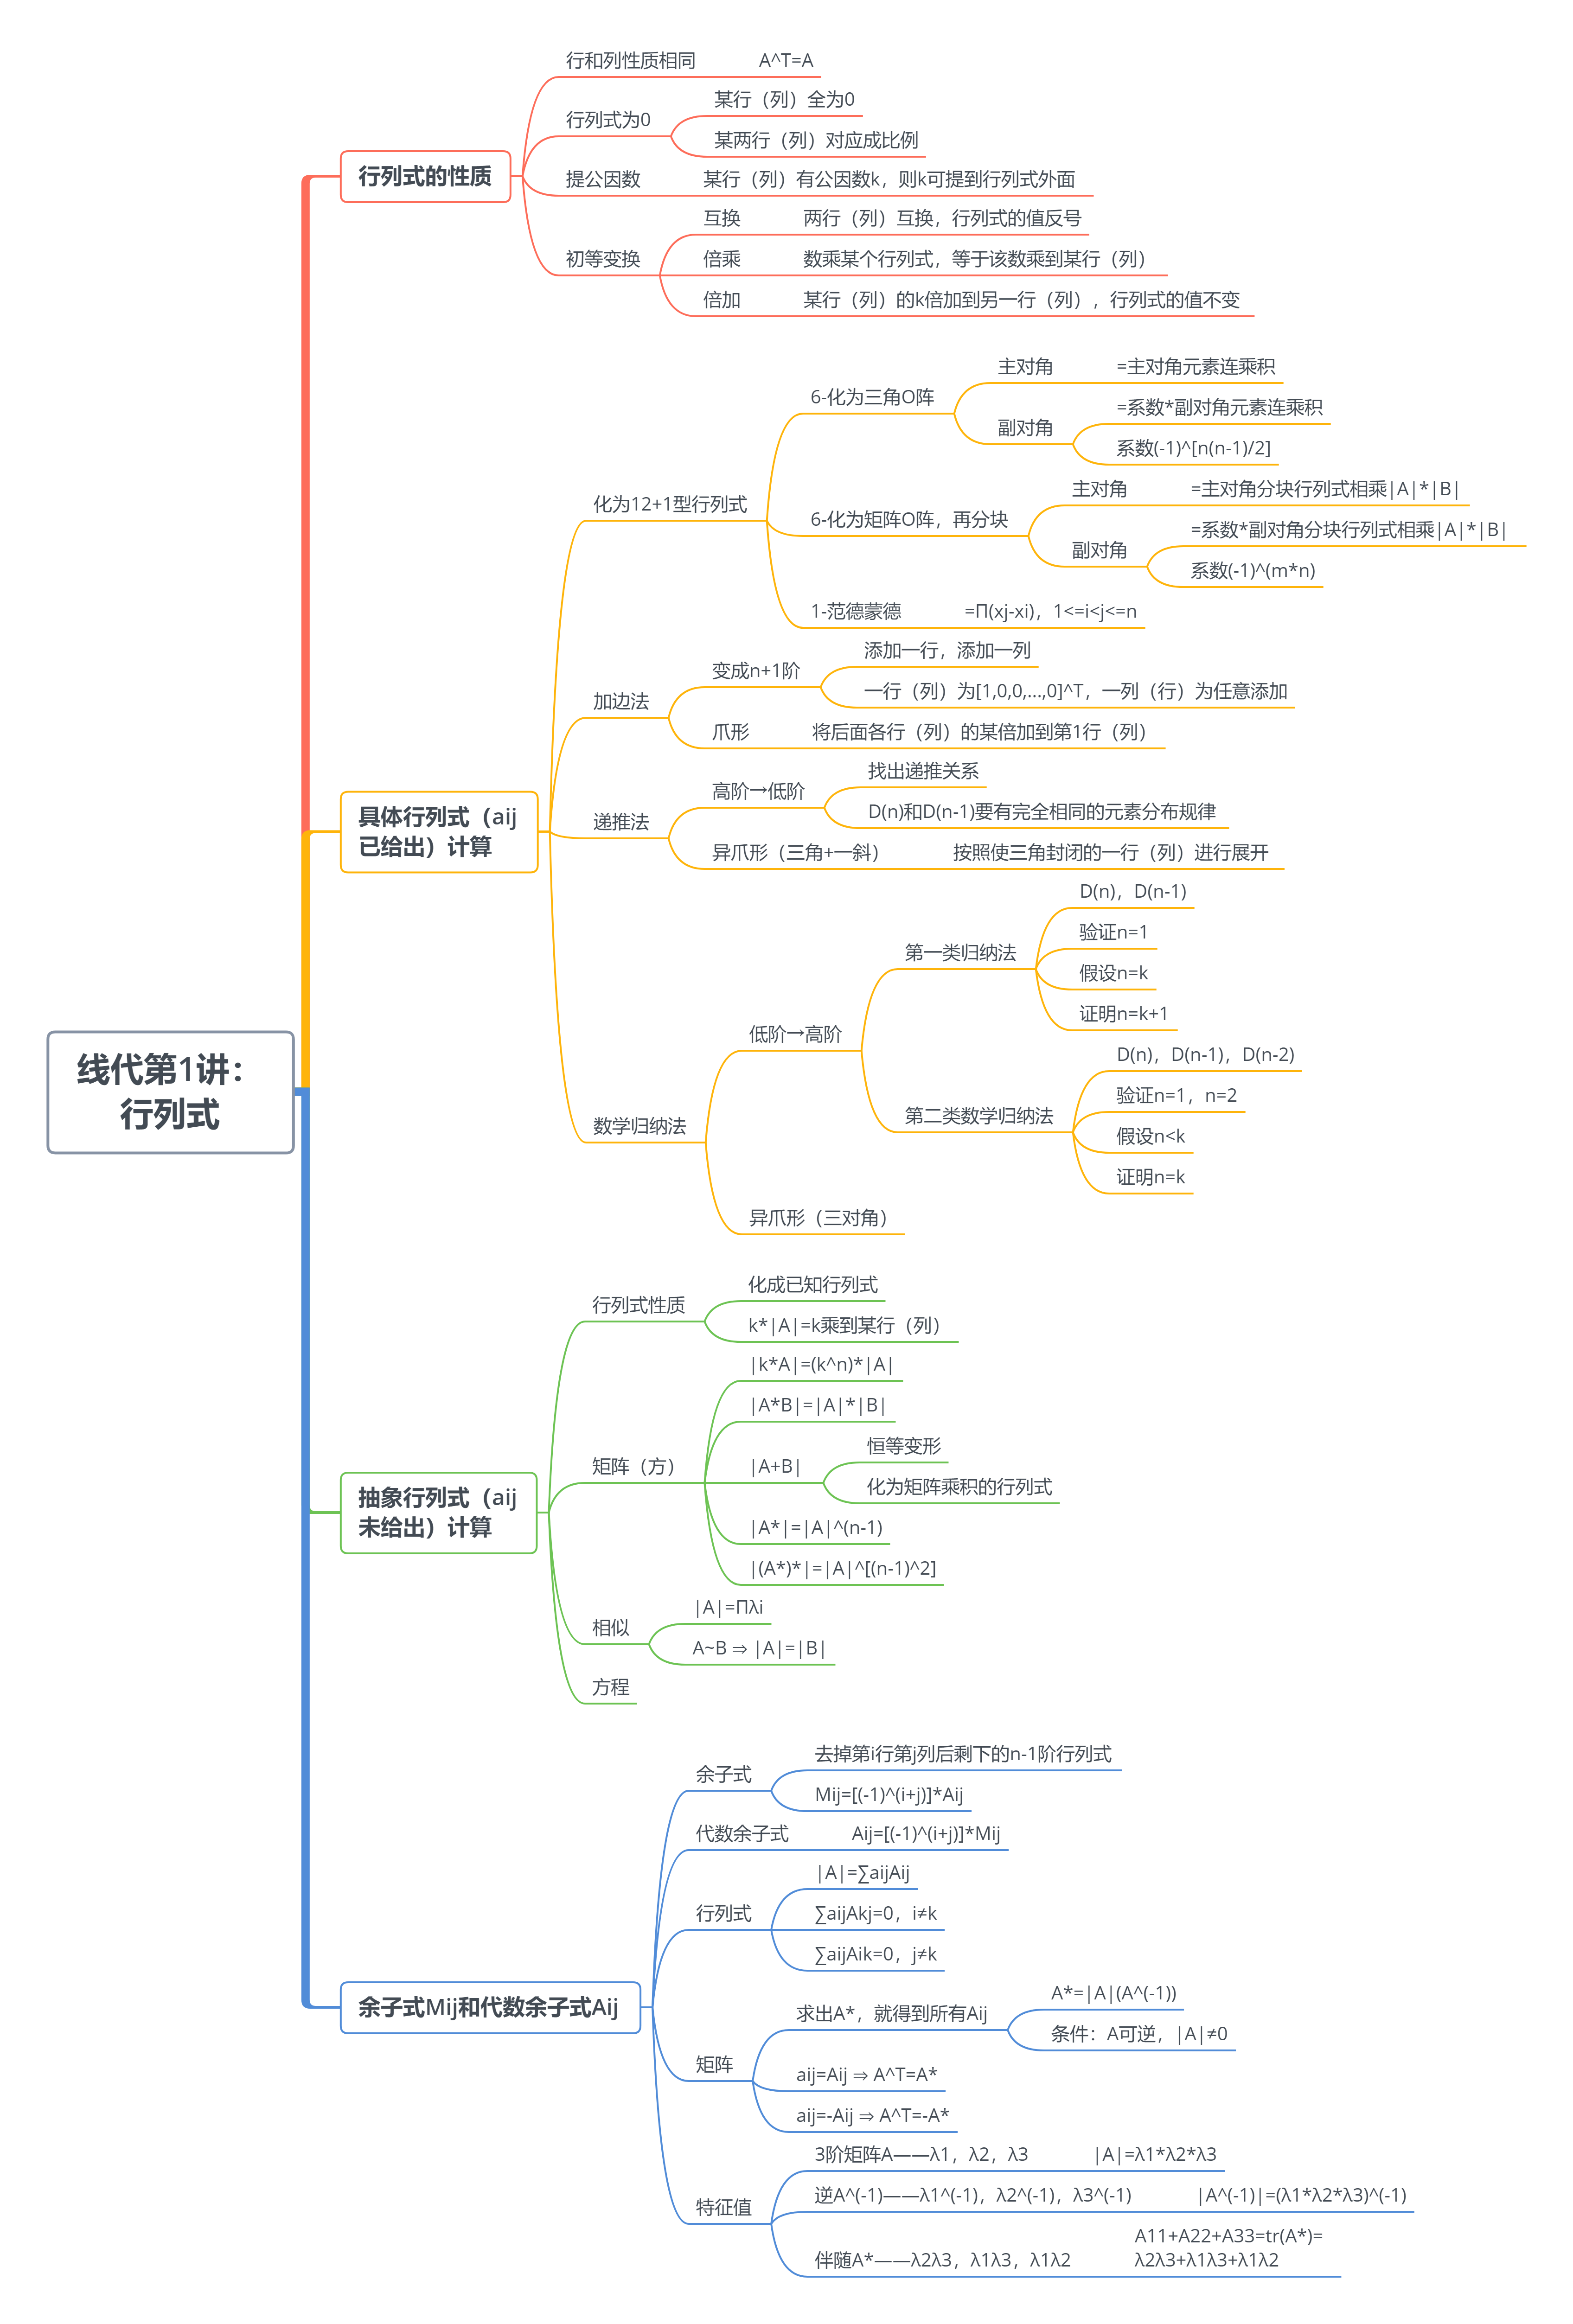 线代第1讲：
行列式
行列式的性质
行和列性质相同
A^T=A
行列式为0
某行（列）全为0
某两行（列）对应成比例
提公因数
某行（列）有公因数k，则k可提到行列式外面
初等变换
互换
两行（列）互换，行列式的值反号
倍乘
数乘某个行列式，等于该数乘到某行（列）
倍加
某行（列）的k倍加到另一行（列），行列式的值不变
具体行列式（aij
已给出）计算
化为12+1型行列式
6-化为三角O阵
主对角
=主对角元素连乘积
副对角
=系数*副对角元素连乘积
系数(-1)^[n(n-1)/2]
6-化为矩阵O阵，再分块
主对角
=主对角分块行列式相乘|A|*|B|
副对角
=系数*副对角分块行列式相乘|A|*|B|
系数(-1)^(m*n)
1-范德蒙德
=Π(xj-xi)，1<=i<j<=n
加边法
变成n+1阶
添加一行，添加一列
一行（列）为[1,0,0,...,0]^T，一列（行）为任意添加
爪形
将后面各行（列）的某倍加到第1行（列）
递推法
高阶→低阶
找出递推关系
D(n)和D(n-1)要有完全相同的元素分布规律
异爪形（三角+一斜）
按照使三角封闭的一行（列）进行展开
数学归纳法
低阶→高阶
第一类归纳法
D(n)，D(n-1)
验证n=1
假设n=k
证明n=k+1
第二类数学归纳法
D(n)，D(n-1)，D(n-2)
验证n=1，n=2
假设n<k
证明n=k
异爪形（三对角）
抽象行列式（aij
未给出）计算
行列式性质
化成已知行列式
k*|A|=k乘到某行（列）
矩阵（方）
|k*A|=(k^n)*|A|
|A*B|=|A|*|B|
|A+B|
恒等变形
化为矩阵乘积的行列式
|A*|=|A|^(n-1)
|(A*)*|=|A|^[(n-1)^2]
相似
|A|=Πλi
A~B ⇒ |A|=|B|
方程
余子式Mij和代数余子式Aij
余子式
去掉第i行第j列后剩下的n-1阶行列式
Mij=[(-1)^(i+j)]*Aij
代数余子式
Aij=[(-1)^(i+j)]*Mij
行列式
|A|=∑aijAij
∑aijAkj=0，i≠k
∑aijAik=0，j≠k
矩阵
求出A*，就得到所有Aij
A*=|A|(A^(-1))
条件：A可逆，|A|≠0
aij=Aij ⇒ A^T=A*
aij=-Aij ⇒ A^T=-A*
特征值
3阶矩阵A——λ1，λ2，λ3
|A|=λ1*λ2*λ3
逆A^(-1)——λ1^(-1)，λ2^(-1)，λ3^(-1)
|A^(-1)|=(λ1*λ2*λ3)^(-1)
伴随A*——λ2λ3，λ1λ3，λ1λ2
A11+A22+A33=tr(A*)=
λ2λ3+λ1λ3+λ1λ2